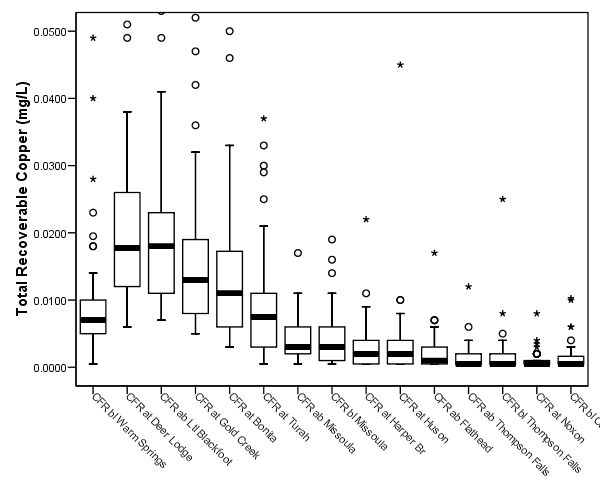 Total Recoverable Copper (mg/L)
0.0500
0.0400
0.0300
0.0200
0.0100
0.0000
CFR bl Warm Springs
CFR at Deer Lodge
CFR ab Ltl Blackfoot
CFR at Gold Creek
CFR at Bonita
CFR at Turah
CFR ab Missoula
CFR bl Missoula
CFR at Harper Br
CFR at Huson
CFR ab Flathead
CFR ab Thompson Falls
CFR bl Thompson Falls
CFR at Noxon
CFR bl